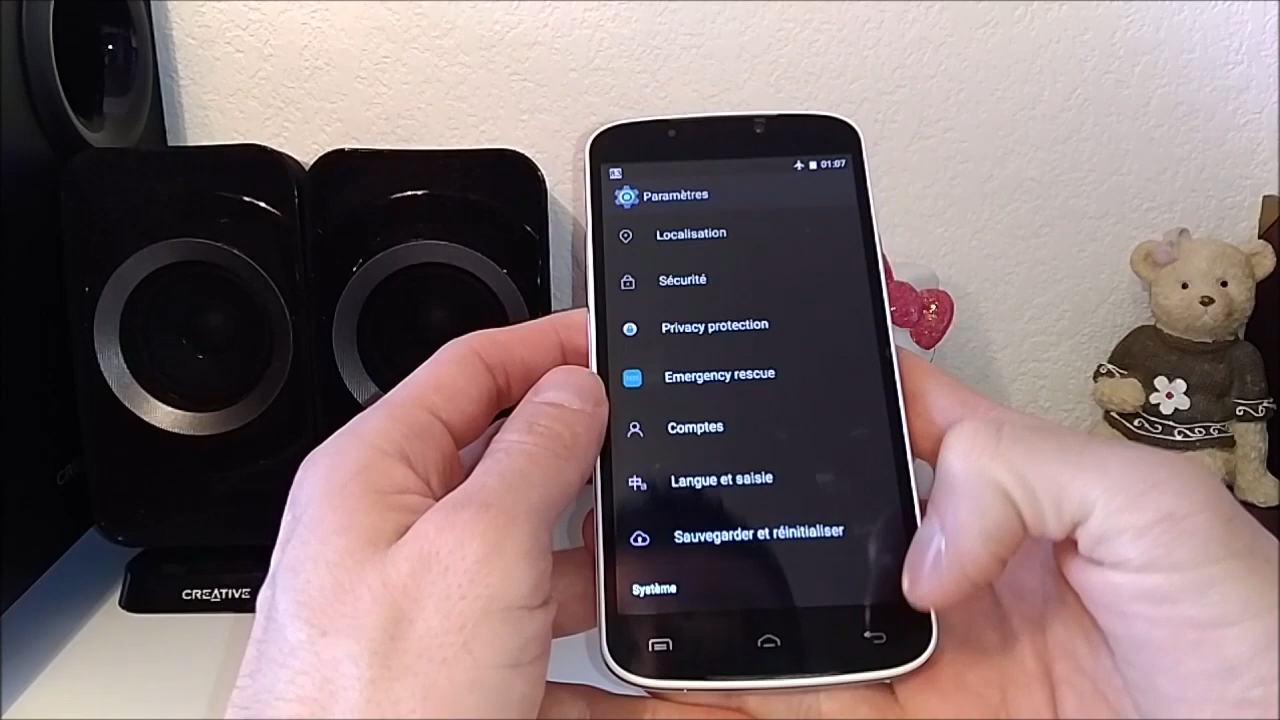 01:07
Paramètres
Localisation
Sécurité
Privacy protection
Emergency rescue
Comptes
Langue et saisie
Sauvegarder et réinitialiser
Système
CREATIVE